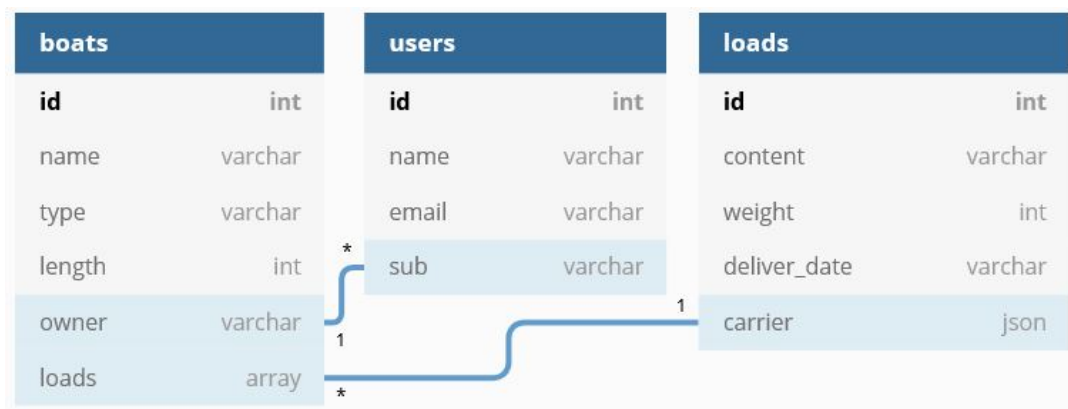 boats
id int
name varchar
type varchar
length int
owner varchar
loads array
users
id int
name varchar
email varchar
sub varchar
loads
id int
content varchar
weight int
deliver_date varchar
carrier json
*
1
1
*